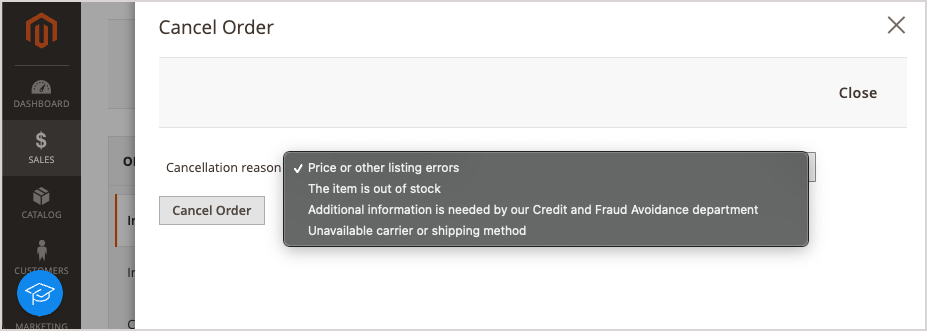 Cancel Order
Close
DASHBOARD
SALES
CATALOG
CUSTOMERS
MARKETING
Cancellation reason
✓ Price or other listing errors
The item is out of stock
Additional information is needed by our Credit and Fraud Avoidance department
Unavailable carrier or shipping method
Cancel Order